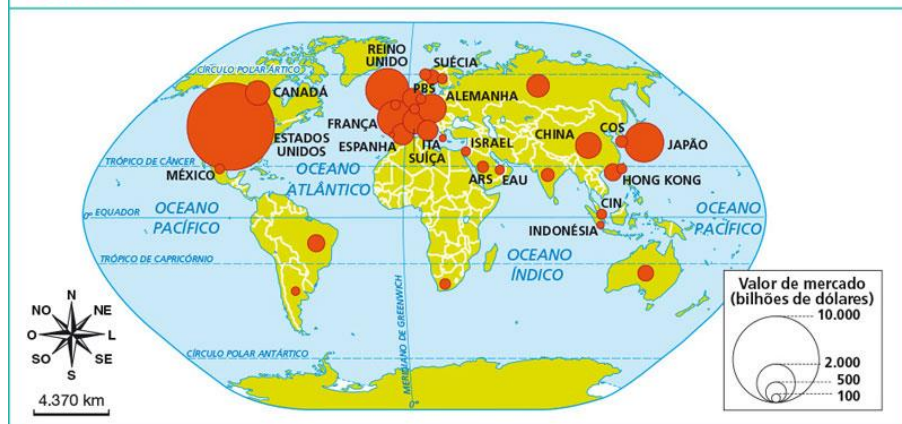 REINO
UNIDO
SUÉCIA
CÍRCULO POLAR ÁRTICO
CANADÁ
PBS
ALEMANHA
FRANÇA
ESTADOS
UNIDOS
ESPANHA
ITA
SUÍÇA
ISRAEL
CHINA
COS
JAPÃO
TRÓPICO DE CÂNCER
MÉXICO
OCEANO
ATLÂNTICO
ARS
EAU
HONG KONG
0° EQUADOR
OCEANO
PACÍFICO
CIN
INDONÉSIA
OCEANO
PACÍFICO
OCEANO
ÍNDICO
TRÓPICO DE CAPRICÓRNIO
MERIDIANO DE GREENWICH
0°
CÍRCULO POLAR ANTÁRTICO
N
NO
NE
O
L
SO
SE
S
4.370 km
Valor de mercado
(bilhões de dólares)
10.000
2.000
500
100